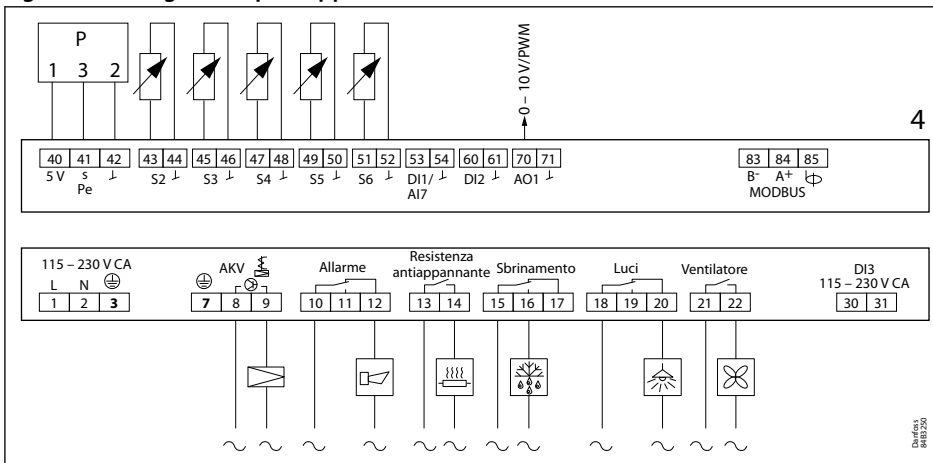 P
1 3 2
0 – 10 V/PWM
4
40 41 42 43 44 45 46 47 48 49 50 51 52 53 54 60 61 70 71 83 84 85
5 V s S2 S3 S4 S5 S6 DI1/ DI2 AO1 B- A+
Pe AI7 MODBUS
115 – 230 V CA AKV Allarme Resistenza antiappannante Sbrinamento Luci Ventilatore DI3
115 – 230 V CA
L N
1 2 3 7 8 9 10 11 12 13 14 15 16 17 18 19 20 21 22 30 31
Danfoss
84B3250